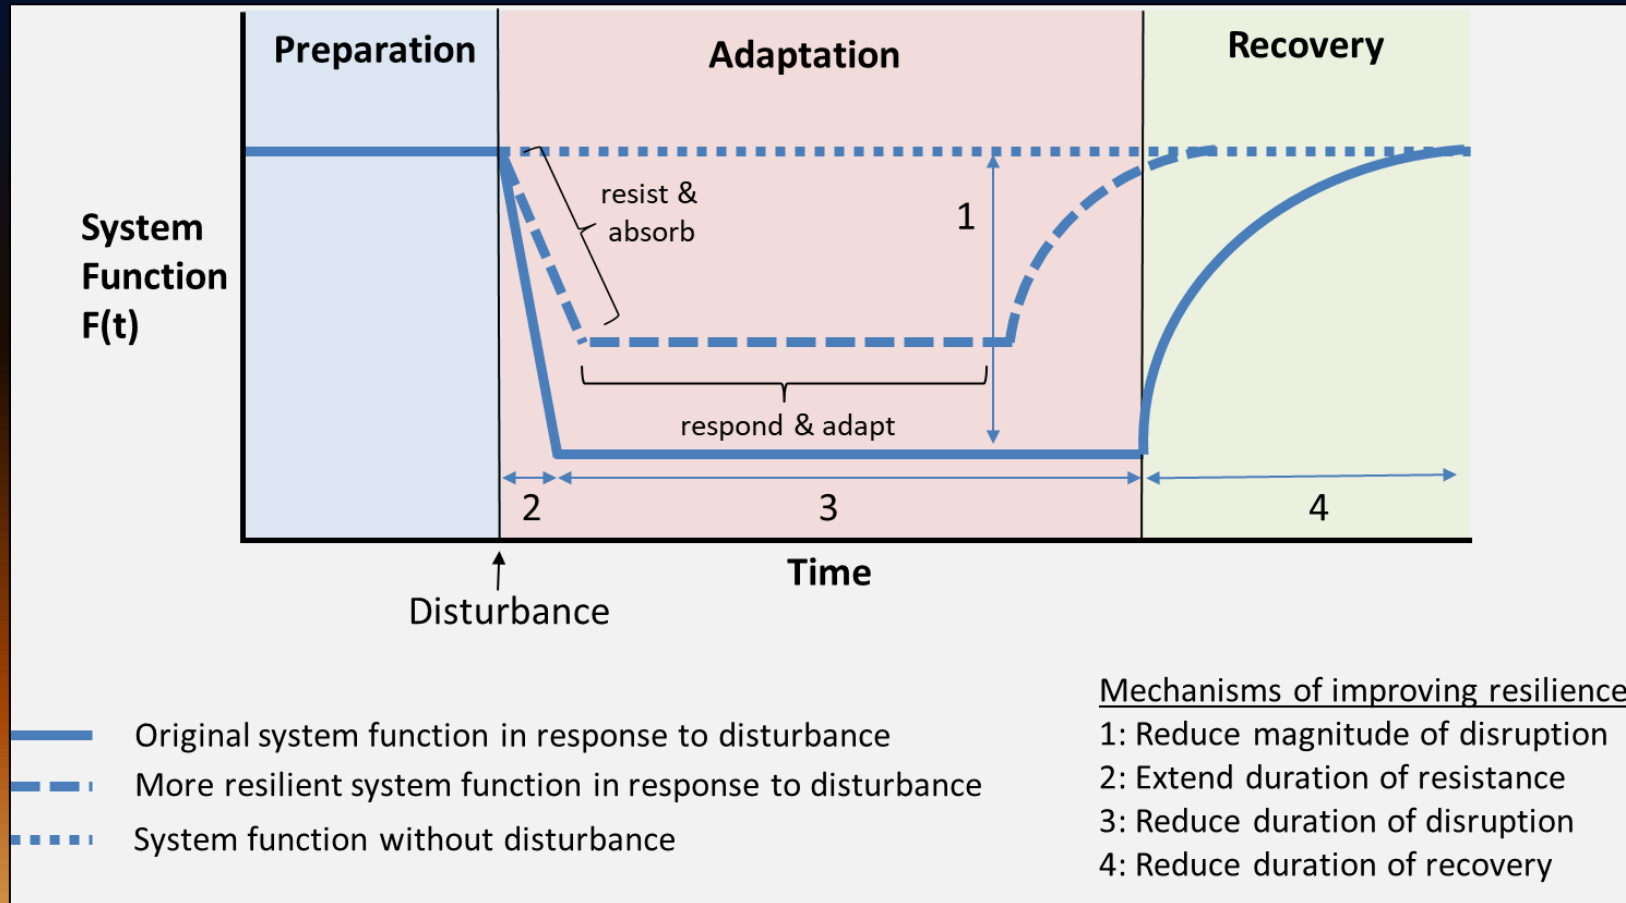 Preparation
Adaptation
Recovery
System
Function
F(t)
resist &
absorb
1
respond & adapt
2
3
4
Time
Disturbance
Original system function in response to disturbance
More resilient system function in response to disturbance
System function without disturbance
Mechanisms of improving resilience
1: Reduce magnitude of disruption
2: Extend duration of resistance
3: Reduce duration of disruption
4: Reduce duration of recovery